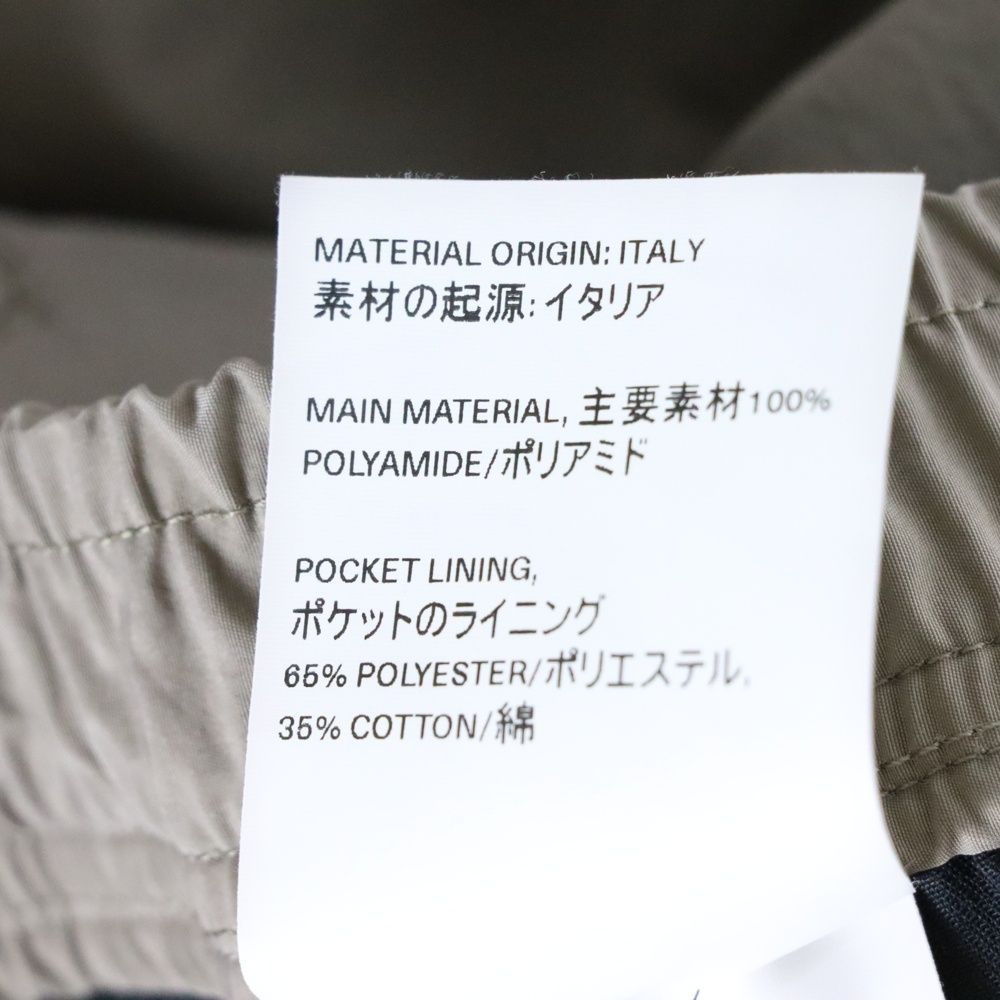 MATERIAL ORIGIN: ITALY
素材の起源: イタリア
MAIN MATERIAL, 主要素材100%
POLYAMIDE/ポリアミド
POCKET LINING,
ポケットのライニング
65% POLYESTER/ポリエステル,
35% COTTON/綿